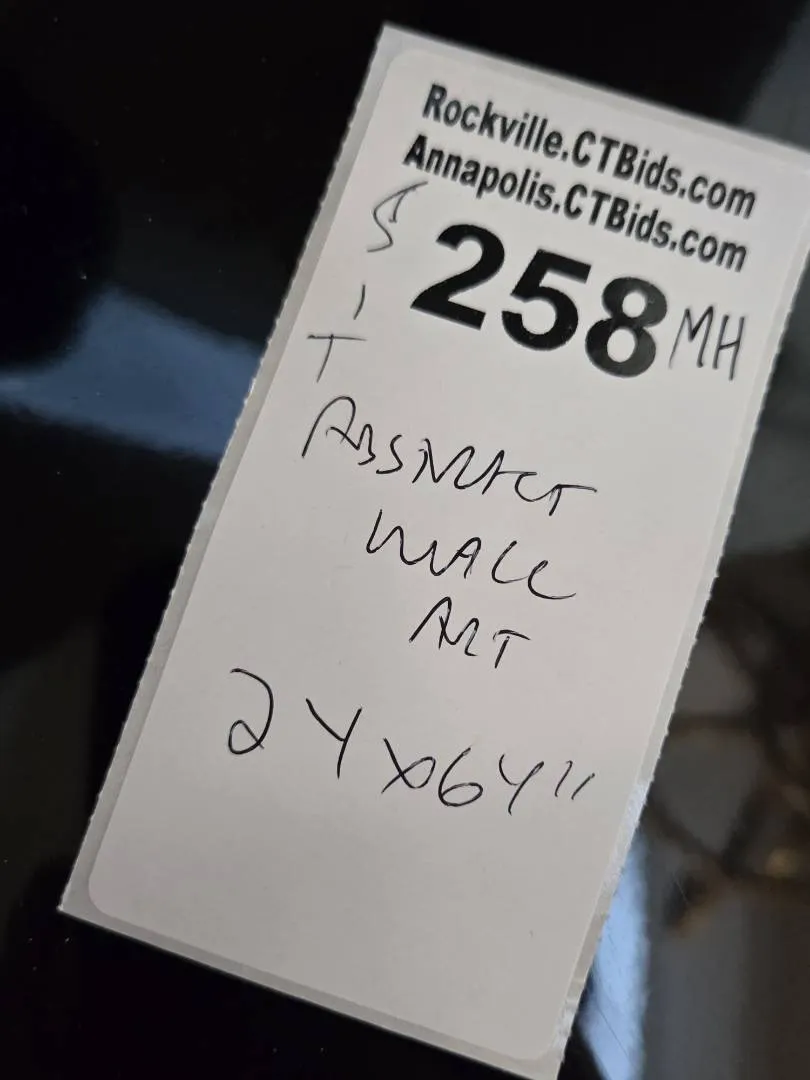 Rockville.CTBids.com
Annapolis.CTBids.com
S
I
T
258 MH
ABSTRACT
WALL
ART
24x64"